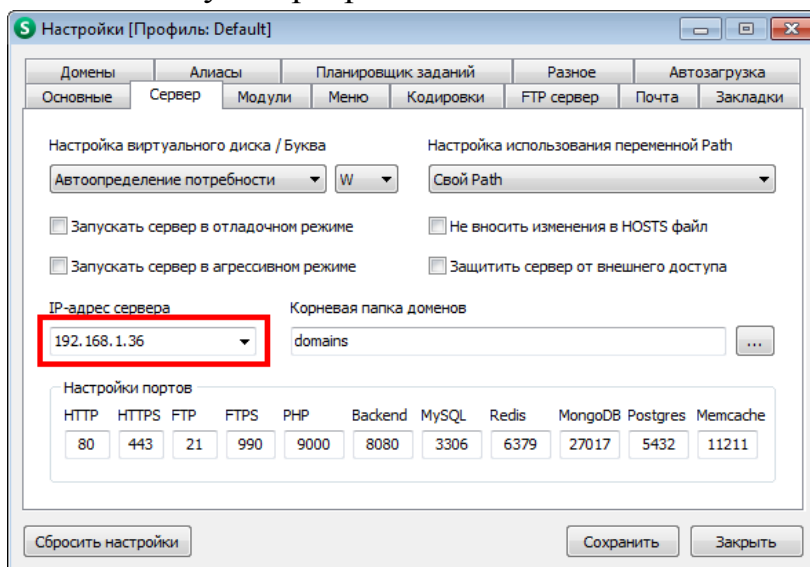 Настройки [Профиль: Default]
Домены Алиасы Планировщик заданий Разное Автозагрузка
Основные Сервер Модули Меню Кодировки FTP сервер Почта Закладки
Настройка виртуального диска / Буква Настройка использования переменной Path
Автоопределение потребности W Свой Path
Запускать сервер в отладочном режиме Не вносить изменения в HOSTS файл
Запускать сервер в агрессивном режиме Защитить сервер от внешнего доступа
IP-адрес сервера Корневая папка доменов
192.168.1.36 domains ...
Настройки портов
HTTP HTTPS FTP FTPS PHP Backend MySQL Redis MongoDB Postgres Memcache
80 443 21 990 9000 8080 3306 6379 27017 5432 11211
Сбросить настройки Сохранить Закрыть